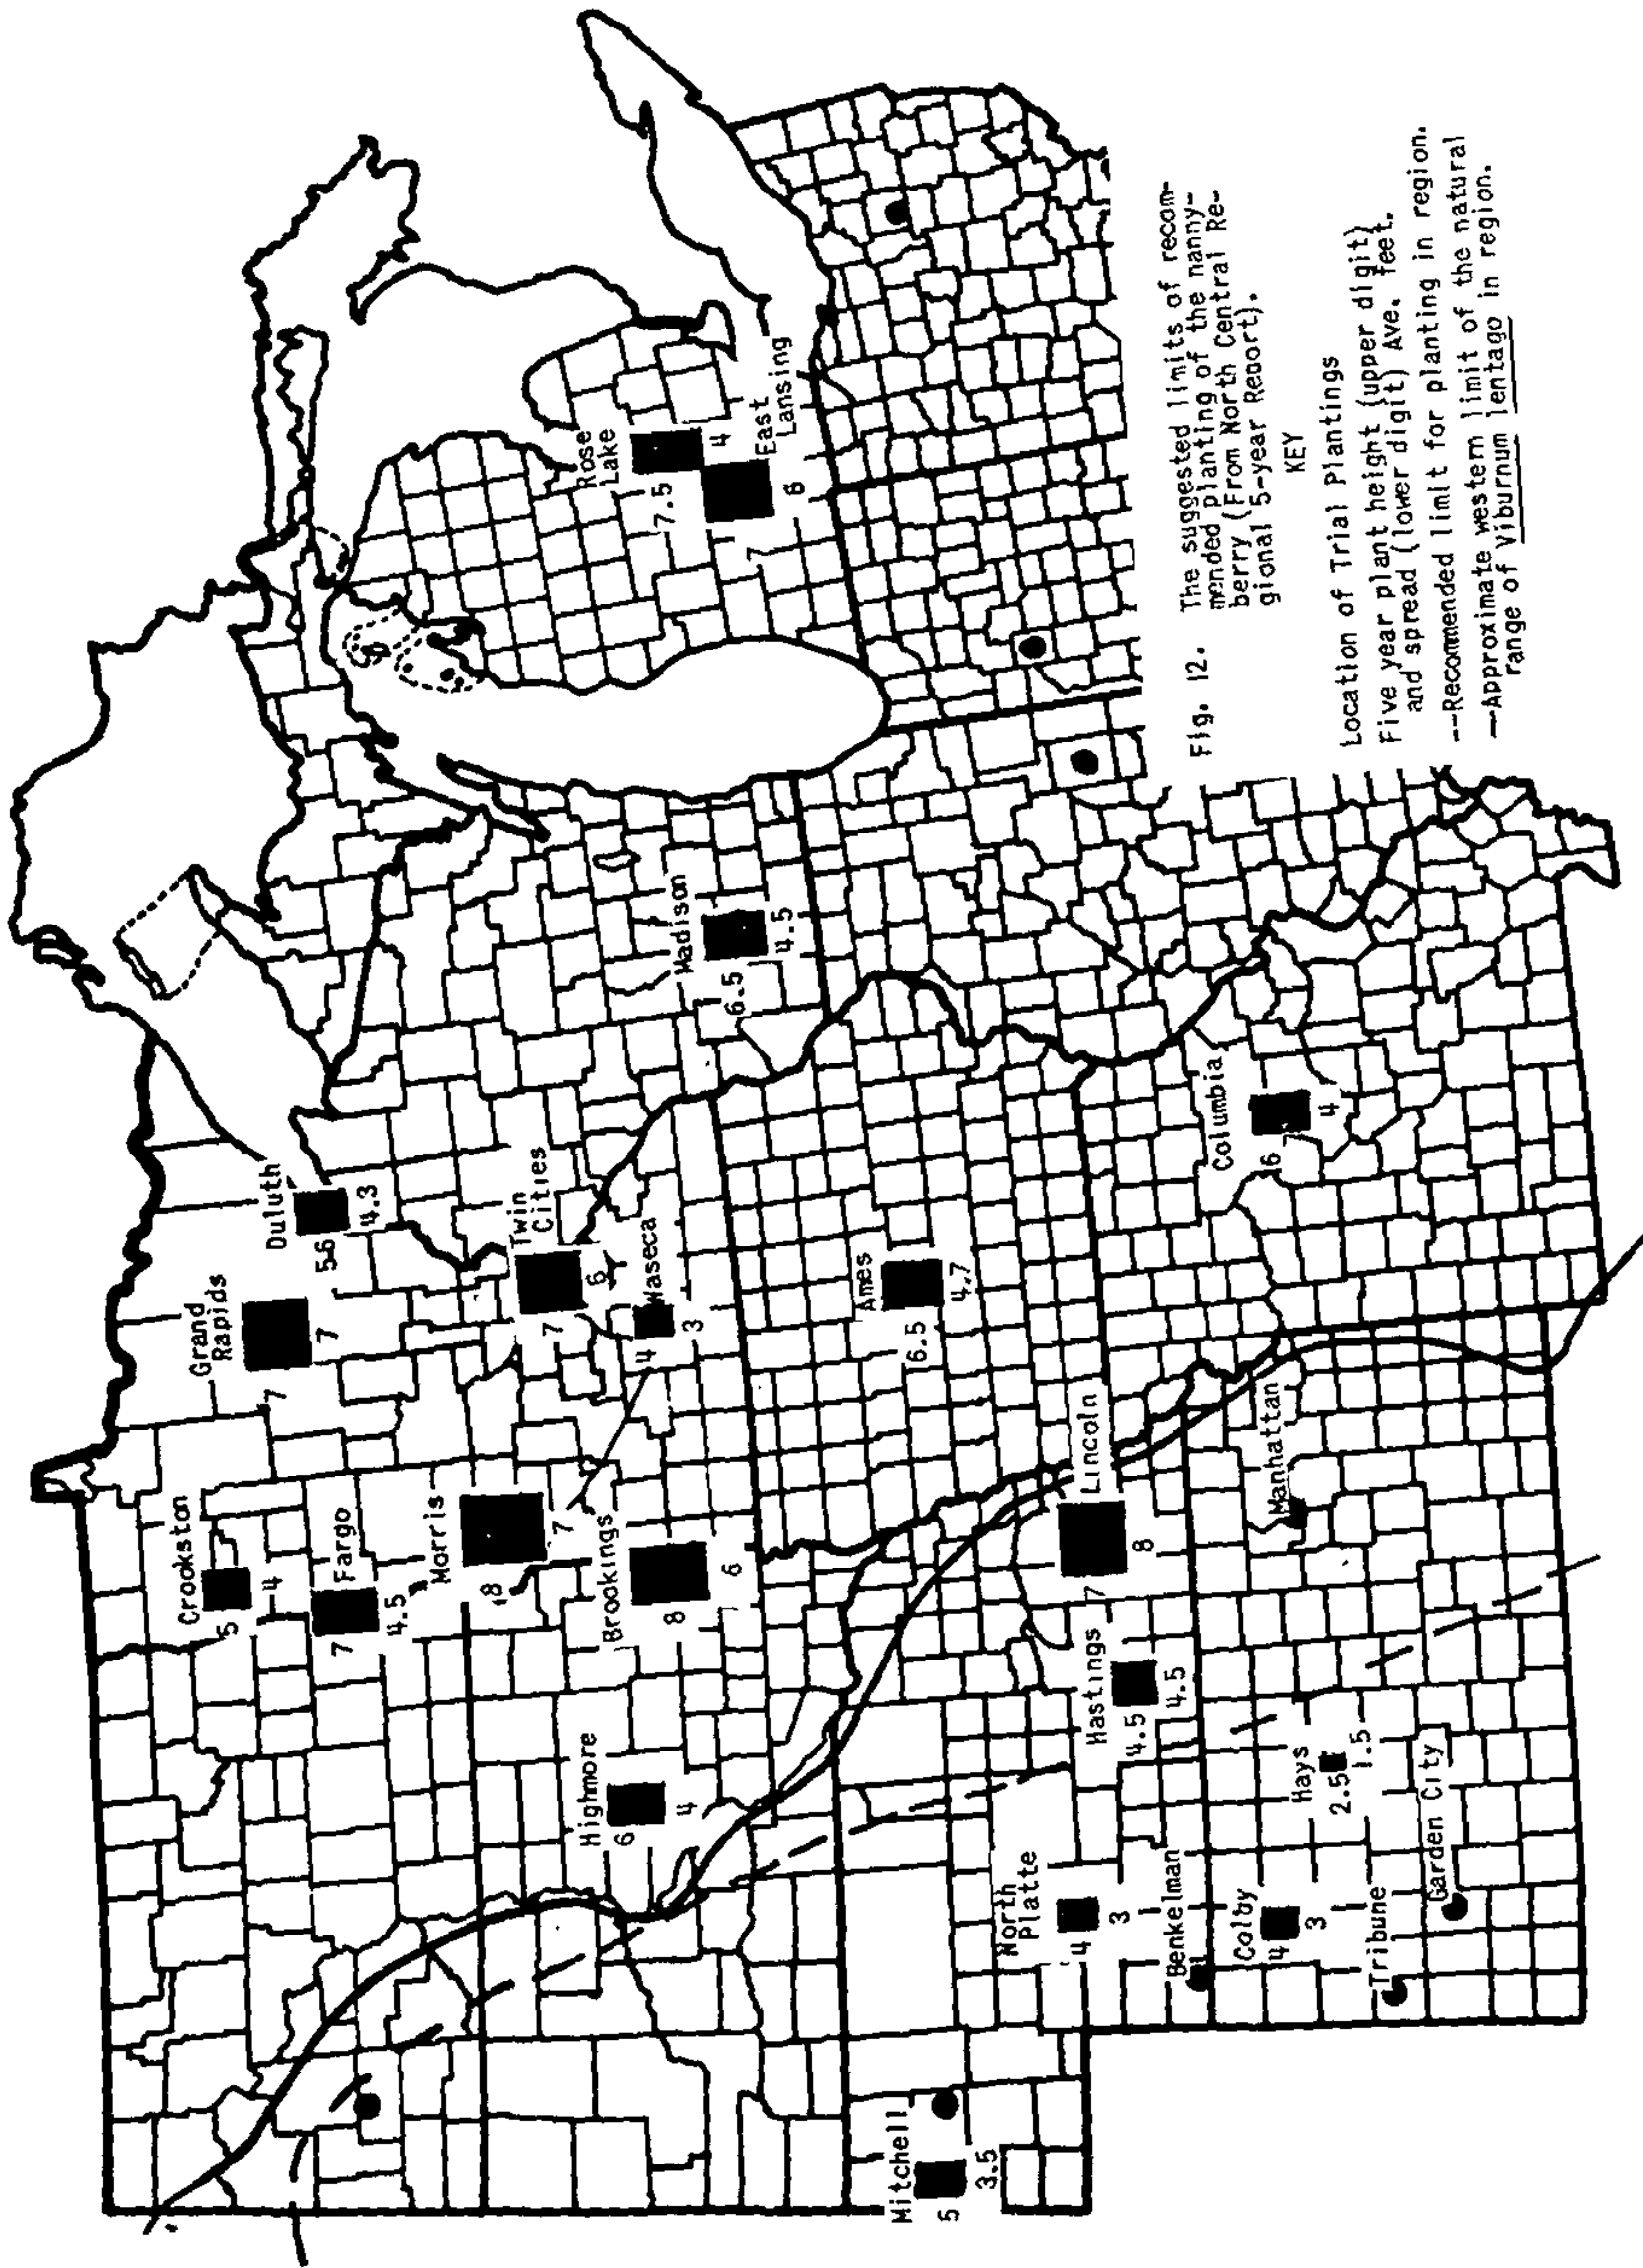 Crookston
5
4
Fargo
7
4.5
Morris
8
7
Brookings
8
6
Highmore
6
4
Grand
Rapids
7
7
Duluth
5.6
4.3
Twin
Cities
7
6
Waseca
4
3
Madison
6.5
4.5
Rose
Lake
7.5
4
East
Lansing
7
6
Ames
6.5
4.7
Mitchell
5
3.5
North
Platte
4
3
Hastings
4.5
4.5
Lincoln
7
8
Benkelman
Colby
4
3
Tribune
Garden City
Hays
2.5
1.5
Manhattan
Columbia
6
4
Fig. 12. The suggested limits of recom-
mended planting of the nanny-
berry (From North Central Re-
gional 5-year Report).
KEY
Location of Trial Plantings
Five year plant height (upper digit)
and spread (lower digit) Ave. feet.
--Recommended limit for planting in region.
—Approximate western limit of the natural
range of Viburnum lentago in region.